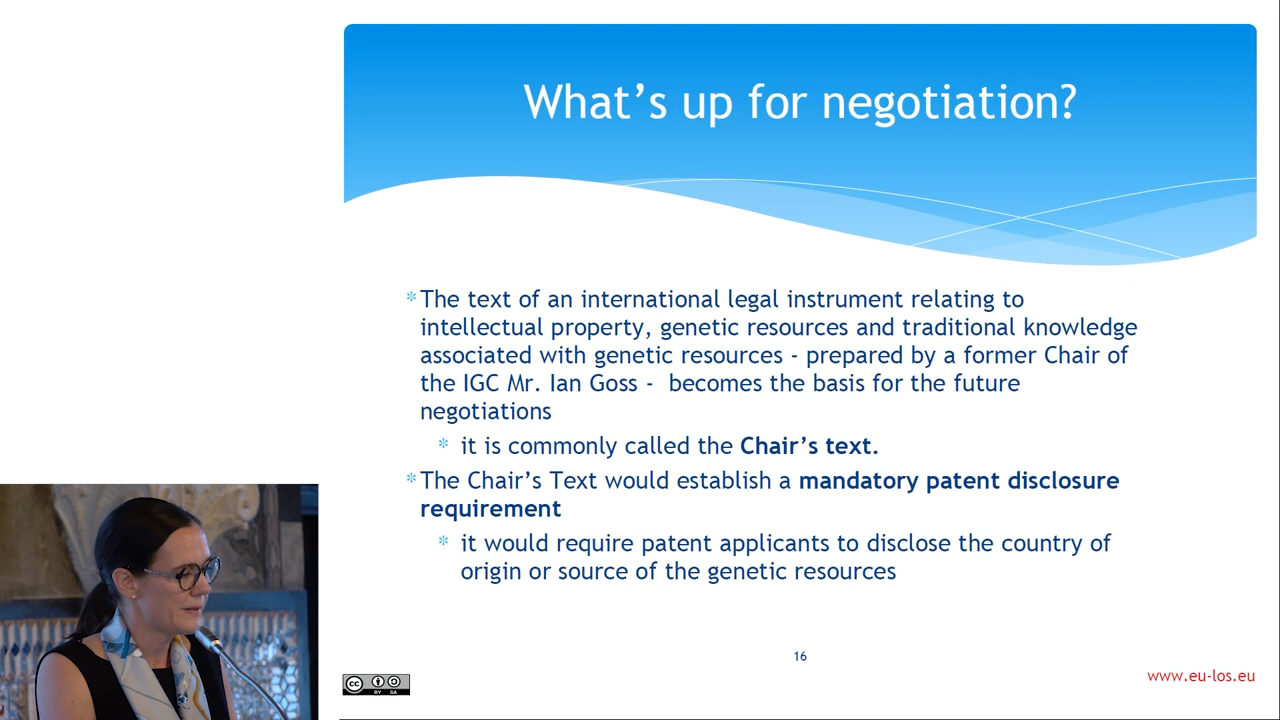 What’s up for negotiation?
* The text of an international legal instrument relating to
intellectual property, genetic resources and traditional knowledge
associated with genetic resources - prepared by a former Chair of
the IGC Mr. Ian Goss -  becomes the basis for the future
negotiations
* it is commonly called the Chair’s text.
* The Chair’s Text would establish a mandatory patent disclosure
requirement
* it would require patent applicants to disclose the country of
origin or source of the genetic resources
16
cc BY SA
www.eu-los.eu